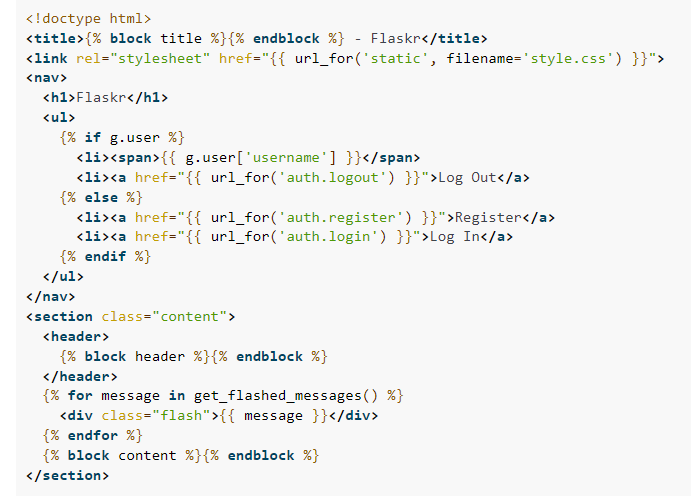 <!doctype html>
<title>{% block title %}{% endblock %} - Flaskr</title>
<link rel="stylesheet" href="{{ url_for('static', filename='style.css') }}">
<nav>
  <h1>Flaskr</h1>
  <ul>
    {% if g.user %}
      <li><span>{{ g.user['username'] }}</span>
      <li><a href="{{ url_for('auth.logout') }}">Log Out</a>
    {% else %}
      <li><a href="{{ url_for('auth.register') }}">Register</a>
      <li><a href="{{ url_for('auth.login') }}">Log In</a>
    {% endif %}
  </ul>
</nav>
<section class="content">
  <header>
    {% block header %}{% endblock %}
  </header>
  {% for message in get_flashed_messages() %}
    <div class="flash">{{ message }}</div>
  {% endfor %}
  {% block content %}{% endblock %}
</section>